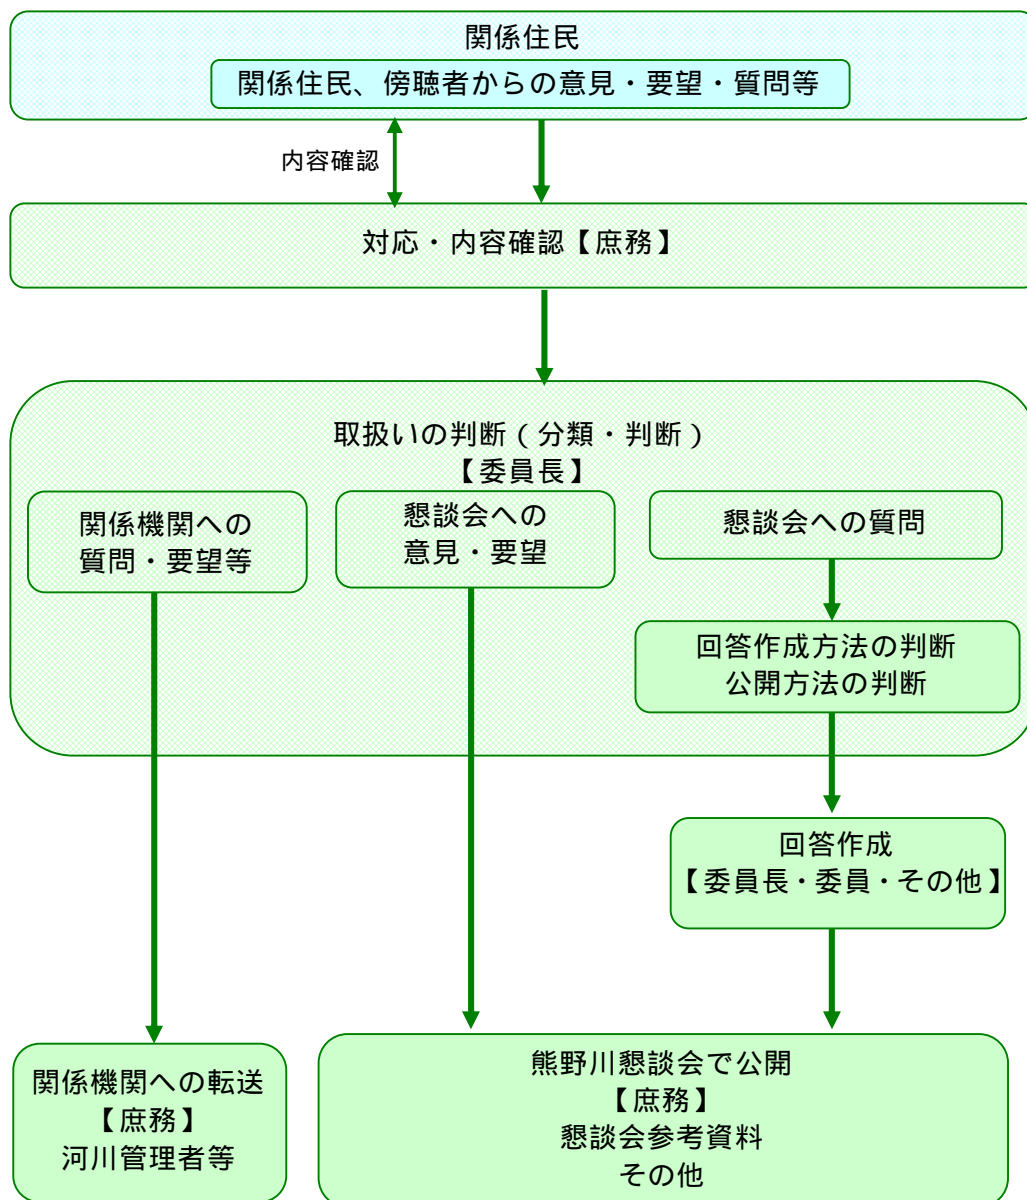 関係住民
関係住民、傍聴者からの意見・要望・質問等
内容確認
対応・内容確認【庶務】
取扱いの判断(分類・判断)
【委員長】
関係機関への
質問・要望等
懇談会への
意見・要望
懇談会への質問
回答作成方法の判断
公開方法の判断
回答作成
【委員長・委員・その他】
関係機関への転送
【庶務】
河川管理者等
熊野川懇談会で公開
【庶務】
懇談会参考資料
その他